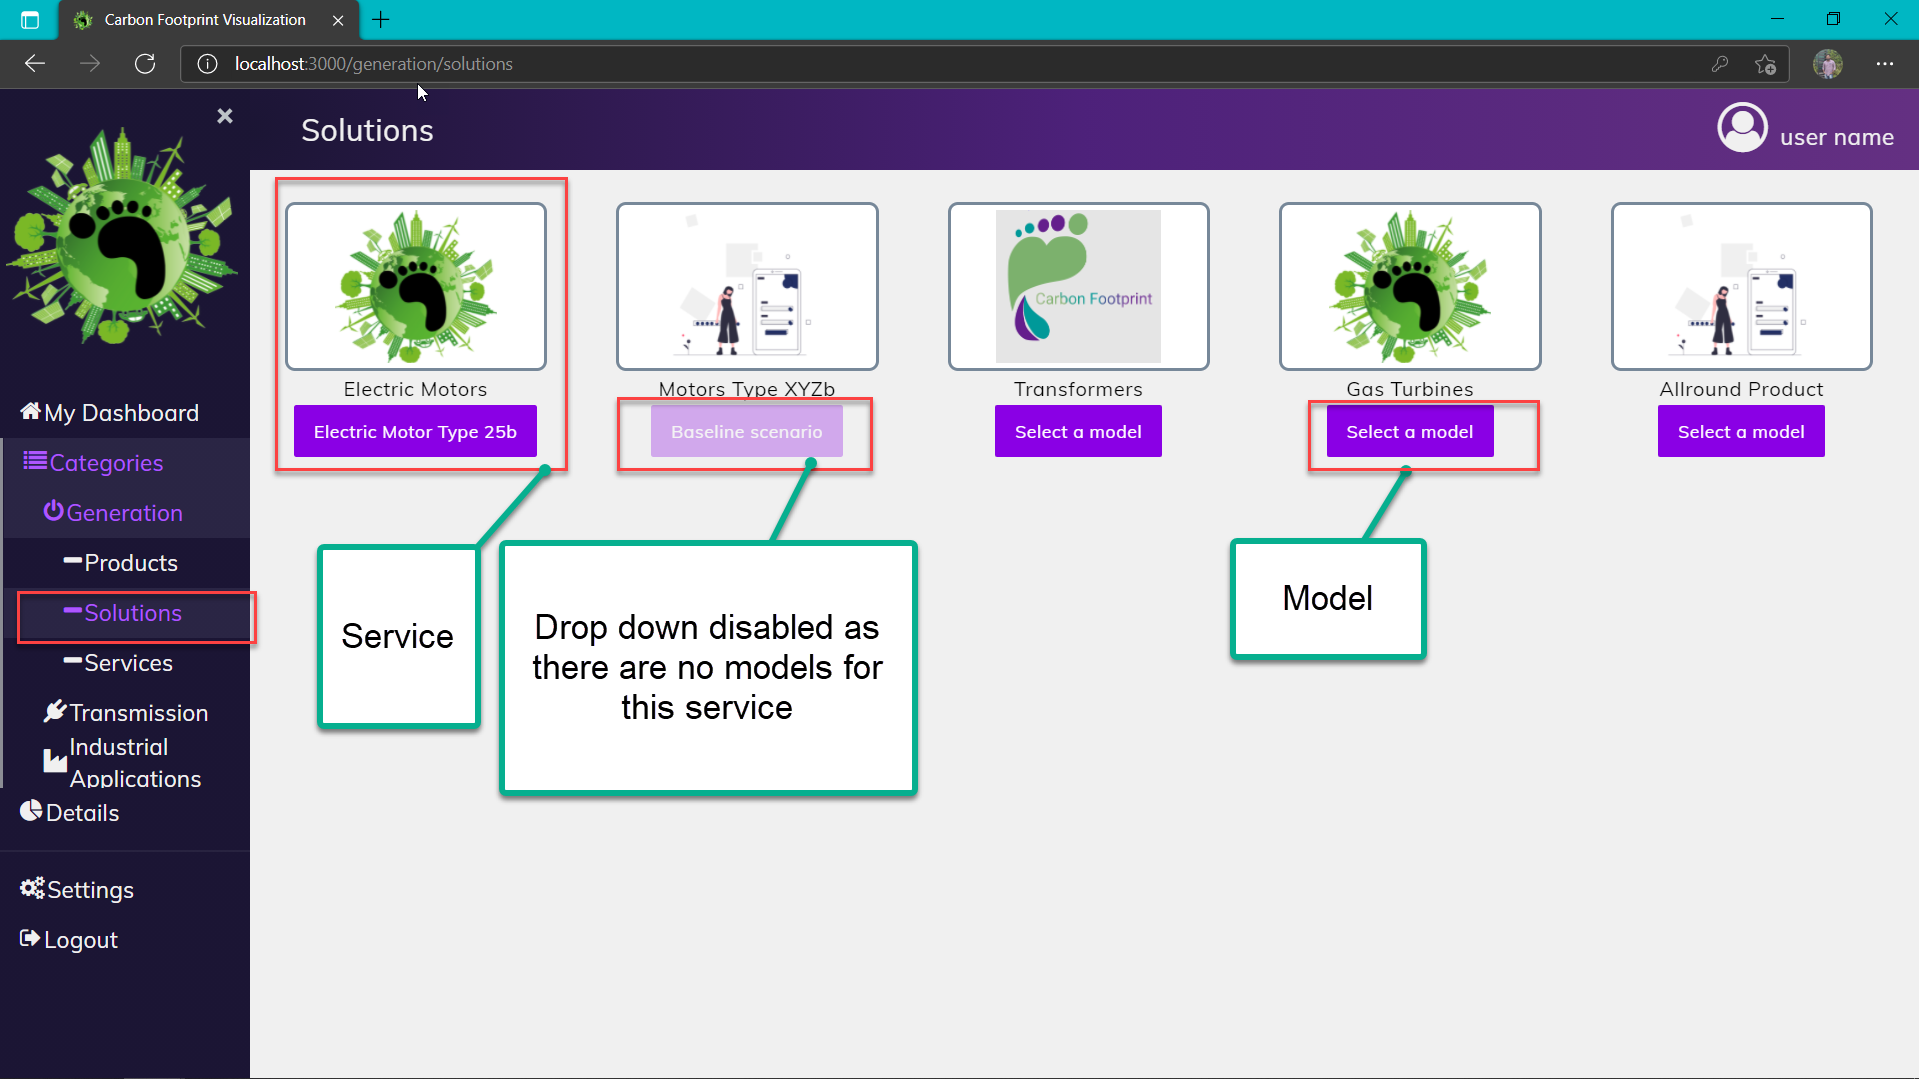 Carbon Footprint Visualization
localhost:3000/generation/solutions
Solutions
user name
My Dashboard
Categories
Generation
Products
Solutions
Services
Transmission
Industrial
Applications
Details
Settings
Logout
Electric Motors
Electric Motor Type 25b
Motors Type XYZb
Baseline scenario
Carbon Footprint
Transformers
Select a model
Gas Turbines
Select a model
Allround Product
Select a model
Service
Drop down disabled as
there are no models for
this service
Model